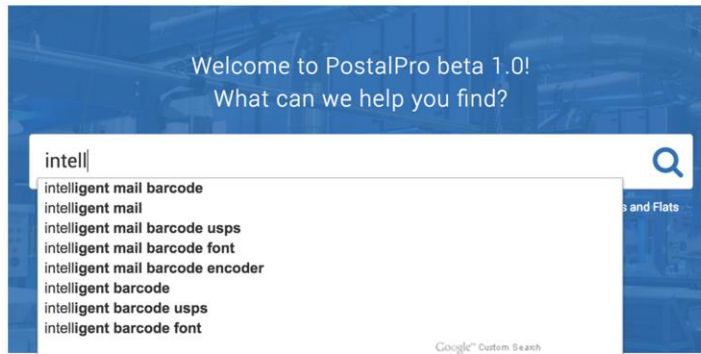 Welcome to PostalPro beta 1.0!
What can we help you find?
intell
s and Flats
intelligent mail barcode
intelligent mail
intelligent mail barcode usps
intelligent mail barcode font
intelligent mail barcode encoder
intelligent barcode
intelligent barcode usps
intelligent barcode font
Google™ Custom Search